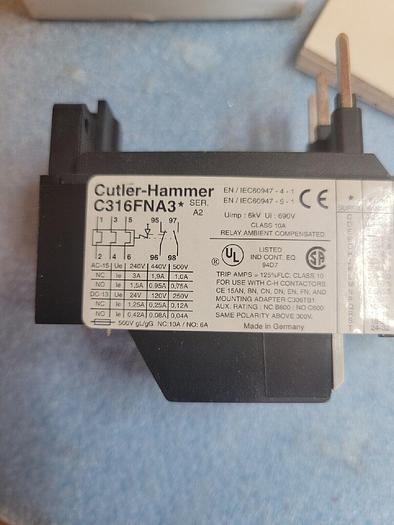 Cutler-Hammer
C316FNA3* SER. A2
EN / IEC60947 - 4 - 1
EN / IEC60947 - 5 - 1
CE
Uimp : 6kV Ui : 690V
CLASS 10A
RELAY AMBIENT COMPENSATED
1 3 5 95 97
2 4 6 96 98
UL ®
LISTED
IND CONT. EQ
94D7
TRIP AMPS = 125%FLC. CLASS 10
FOR USE WITH C-H CONTACTORS
CE 15AN, BN, CN, DN, EN, FN, AND
MOUNTING ADAPTER C306TB1
AUX. RATING : NC B600 : NO C600
SAME POLARITY ABOVE 300V.
Made in Germany
AC-15 Ue 240V 440V 500V
NC Ie 3A 1,9A 1,0A
NO Ie 1,5A 0,95A 0,75A
DC-13 Ue 24V 120V 250V
NC Ie 1,25A 0,25A 0,12A
NO Ie 0,42A 0,08A 0,04A
500V gL/gG NC:10A / NO: 6A